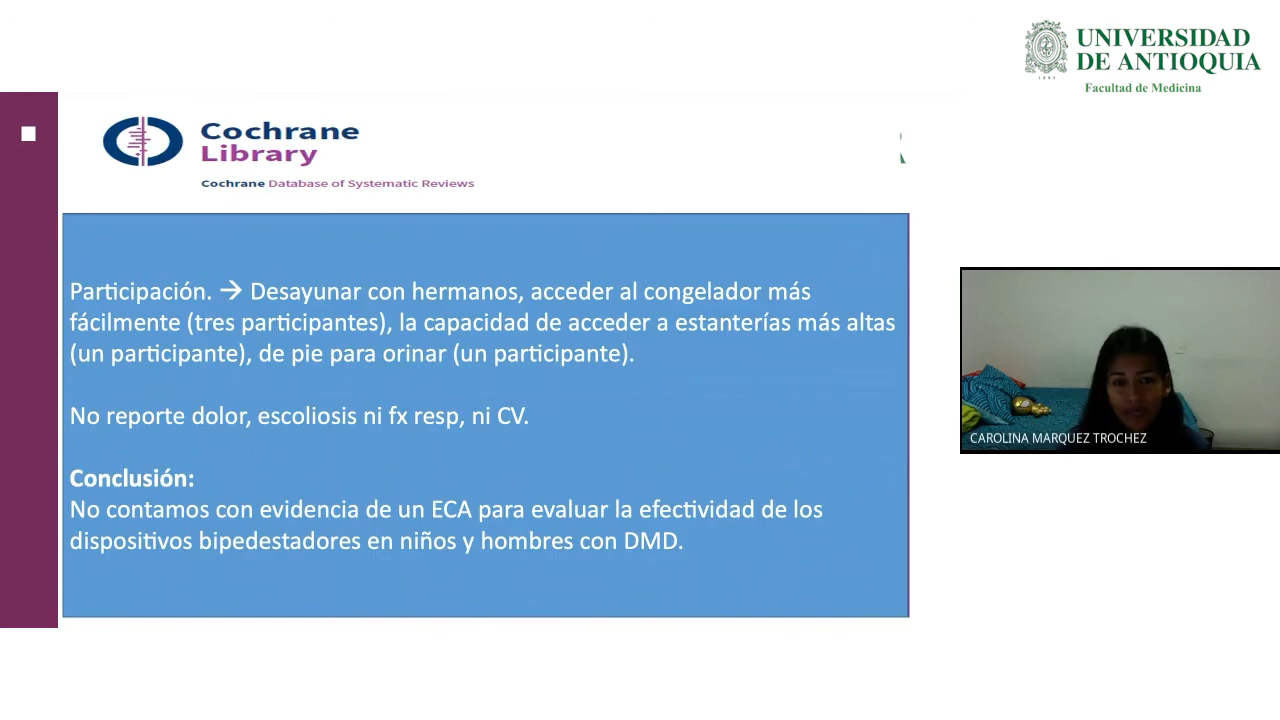 UNIVERSIDAD
DE ANTIOQUIA
1803
Facultad de Medicina
Cochrane
Library
Cochrane Database of Systematic Reviews
Participación. → Desayunar con hermanos, acceder al congelador más
fácilmente (tres participantes), la capacidad de acceder a estanterías más altas
(un participante), de pie para orinar (un participante).
No reporte dolor, escoliosis ni fx resp, ni CV.
Conclusión:
No contamos con evidencia de un ECA para evaluar la efectividad de los
dispositivos bipedestadores en niños y hombres con DMD.
CAROLINA MARQUEZ TROCHEZ